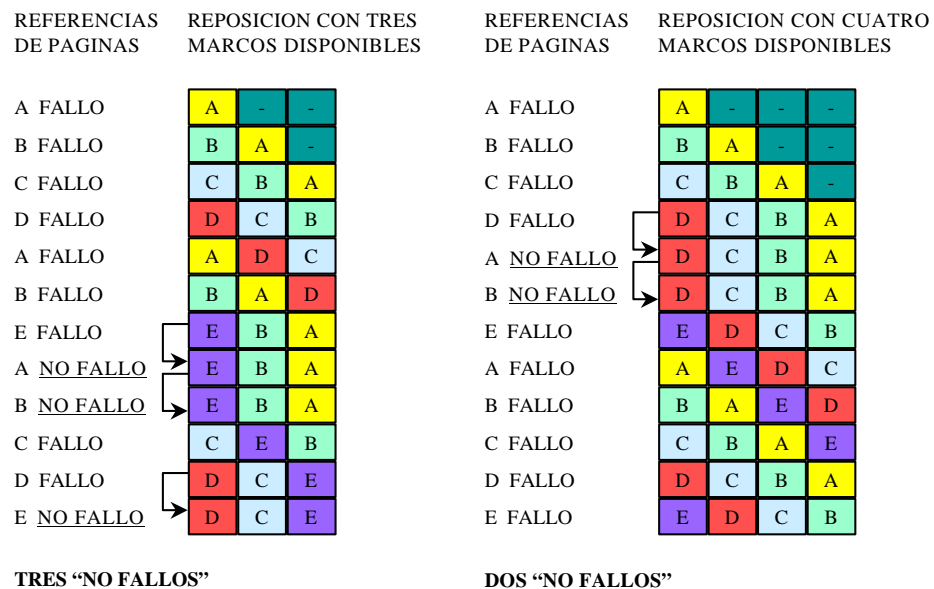 REFERENCIAS REPOSICION CON TRES
DE PAGINAS MARCOS DISPONIBLES
A FALLO A - -
B FALLO B A -
C FALLO C B A
D FALLO D C B
A FALLO A D C
B FALLO B A D
E FALLO E B A
A NO FALLO E B A
B NO FALLO E B A
C FALLO C E B
D FALLO D C E
E NO FALLO D C E
TRES “NO FALLOS”
REFERENCIAS REPOSICION CON CUATRO
DE PAGINAS MARCOS DISPONIBLES
A FALLO A - - -
B FALLO B A - -
C FALLO C B A -
D FALLO D C B A
A NO FALLO D C B A
B NO FALLO D C B A
E FALLO E D C B
A FALLO A E D C
B FALLO B A E D
C FALLO C B A E
D FALLO D C B A
E FALLO E D C B
DOS “NO FALLOS”